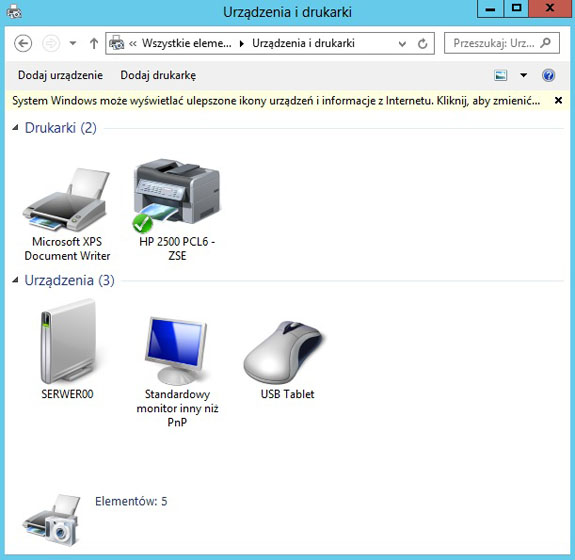 Urządzenia i drukarki
Wszystkie eleme... Urządzenia i drukarki
Przeszukaj: Urz...
Dodaj urządzenie Dodaj drukarkę
System Windows może wyświetlać ulepszone ikony urządzeń i informacje z Internetu. Kliknij, aby zmienić...
Drukarki (2)
Microsoft XPS
Document Writer
HP 2500 PCL6 -
ZSE
Urządzenia (3)
SERWER00
Standardowy
monitor inny niż
PnP
USB Tablet
Elementów: 5